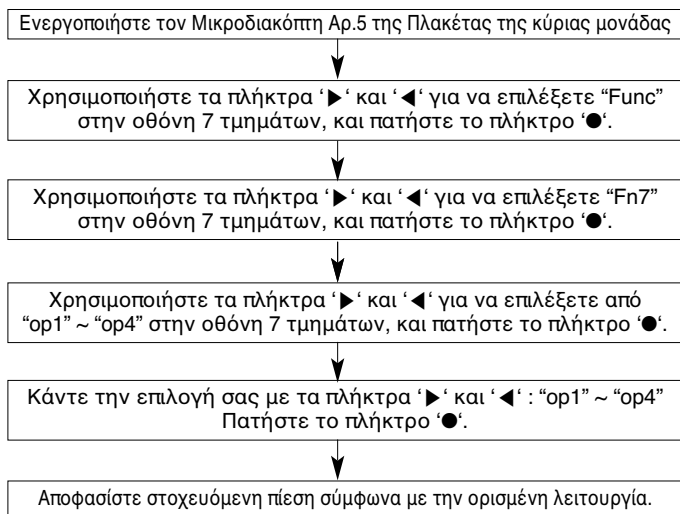 Ενεργοποιήστε τον Μικροδιακόπτη Αρ.5 της Πλακέτας της κύριας μονάδας
Χρησιμοποιήστε τα πλήκτρα ‘▶‘ και ‘◀‘ για να επιλέξετε “Func”
στην οθόνη 7 τμημάτων, και πατήστε το πλήκτρο ‘●‘.
Χρησιμοποιήστε τα πλήκτρα ‘▶‘ και ‘◀‘ για να επιλέξετε “Fn7”
στην οθόνη 7 τμημάτων, και πατήστε το πλήκτρο ‘●‘.
Χρησιμοποιήστε τα πλήκτρα ‘▶‘ και ‘◀‘ για να επιλέξετε από
“op1” ~ “op4” στην οθόνη 7 τμημάτων, και πατήστε το πλήκτρο ‘●‘.
Κάντε την επιλογή σας με τα πλήκτρα ‘▶‘ και ‘◀‘ : “op1” ~ “op4”
Πατήστε το πλήκτρο ‘●‘.
Αποφασίστε στοχευόμενη πίεση σύμφωνα με την ορισμένη λειτουργία.